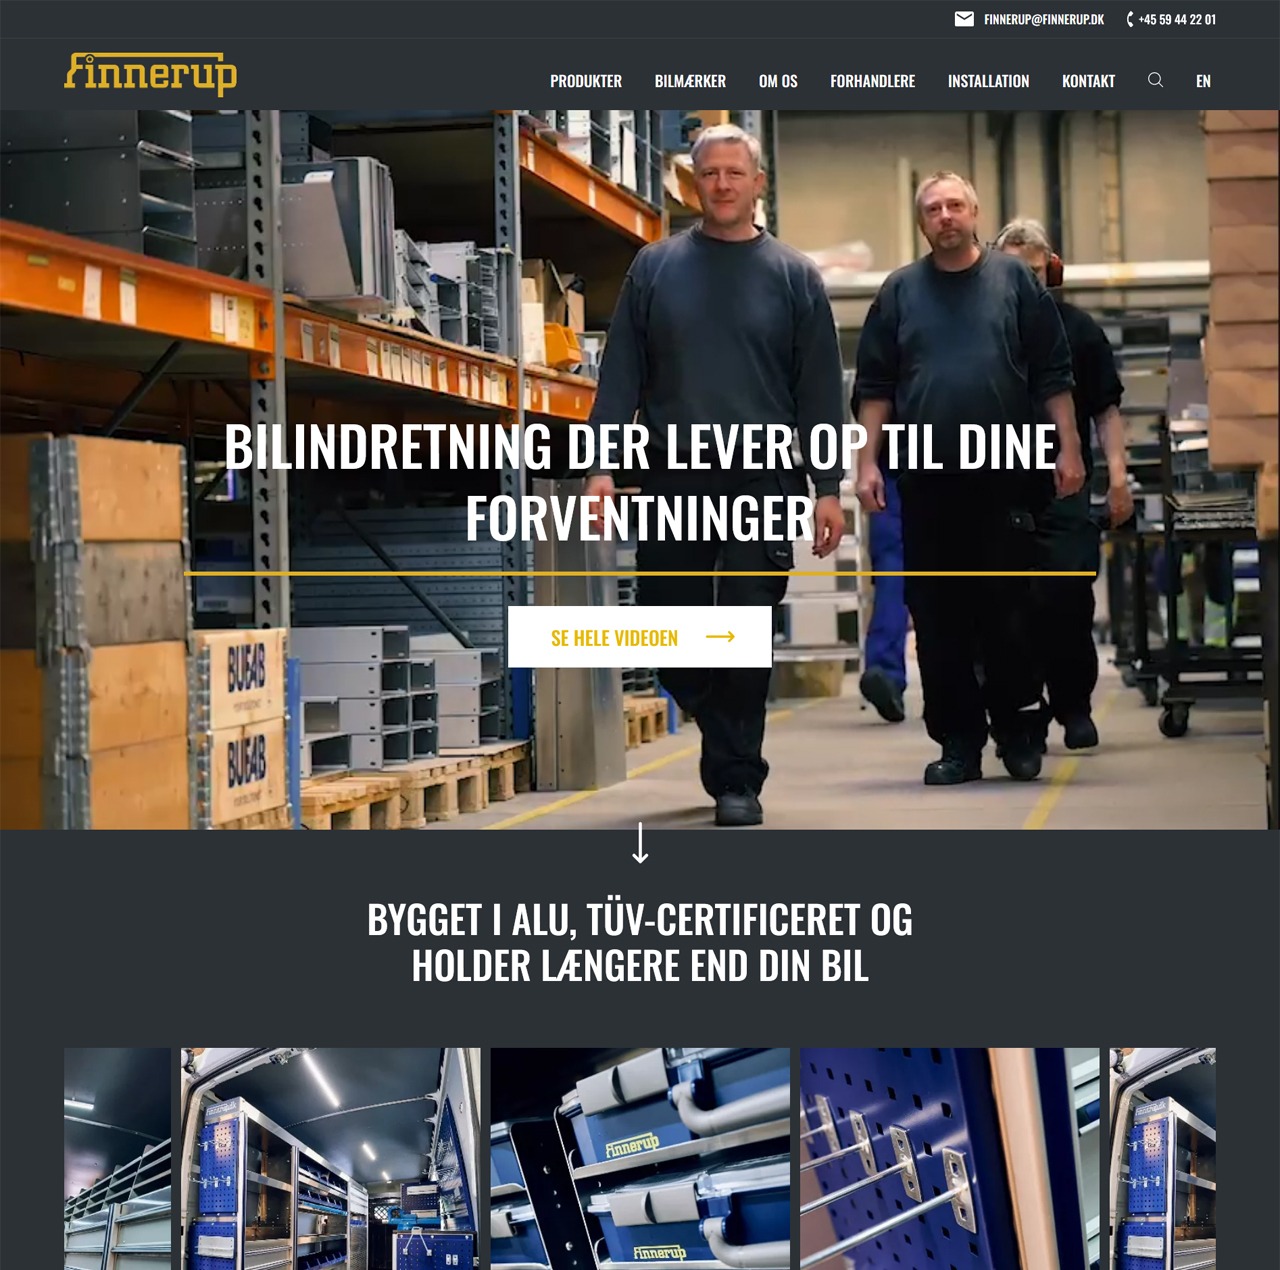 FINNERUP@FINNERUP.DK
+45 59 44 22 01
finnerup
PRODUKTER
BILMÆRKER
OM OS
FORHANDLERE
INSTALLATION
KONTAKT
EN
BILINDRETNING DER LEVER OP TIL DINE
FORVENTNINGER
SE HELE VIDEOEN
BUFAB
BUFAB
BYGGET I ALU, TÜV-CERTIFICERET OG
HOLDER LÆNGERE END DIN BIL
finnerup
finnerup